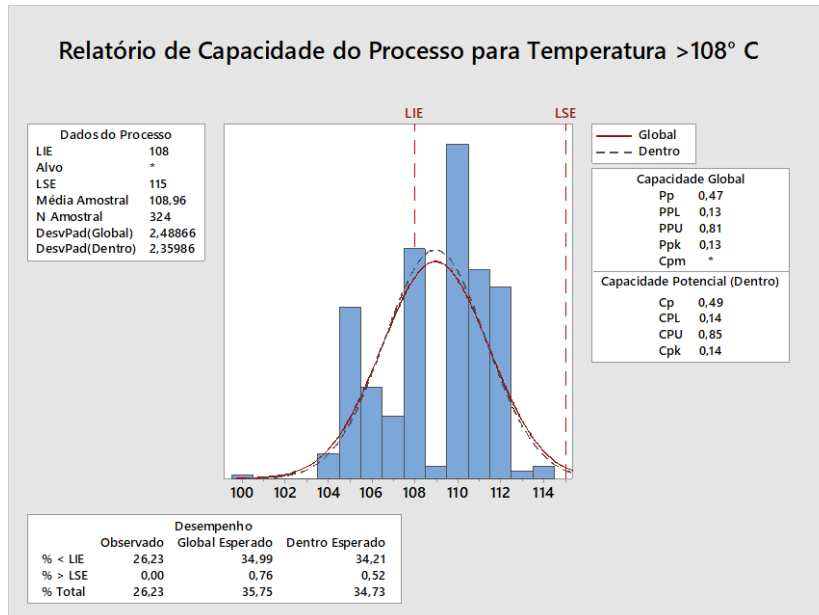 Relatório de Capacidade do Processo para Temperatura >108° C
LIE LSE
Dados do Processo
LIE 108
Alvo *
LSE 115
Média Amostral 108,96
N Amostral 324
DesvPad(Global) 2,48866
DesvPad(Dentro) 2,35986
Global
Dentro
Capacidade Global
Pp 0,47
PPL 0,13
PPU 0,81
Ppk 0,13
Cpm *
Capacidade Potencial (Dentro)
Cp 0,49
CPL 0,14
CPU 0,85
Cpk 0,14
100 102 104 106 108 110 112 114
Desempenho
Observado Global Esperado Dentro Esperado
% < LIE 26,23 34,99 34,21
% > LSE 0,00 0,76 0,52
% Total 26,23 35,75 34,73